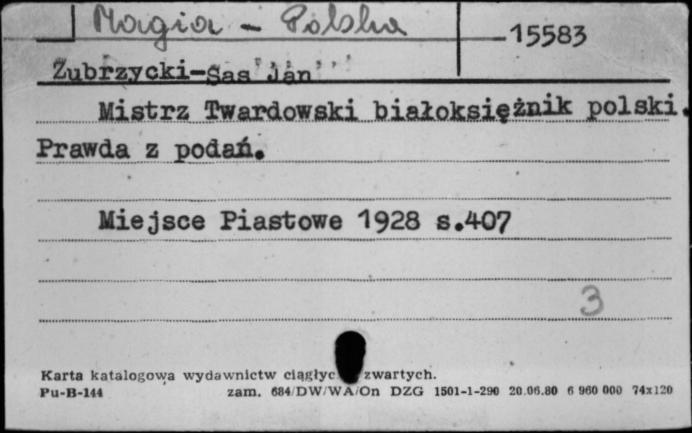 Magia - Polska
15583
Zubrzycki-Sas Jan
Mistrz Twardowski białoksiężnik polski.
Prawda z podań.
Miejsce Piastowe 1928 s.407
3
Karta katalogowa wydawnictw ciągłyc zwartych.
Pu-B-144 zam. 684/DW/WA/On DZG 1501-1-290 20.06.80 6 960 000 74x120